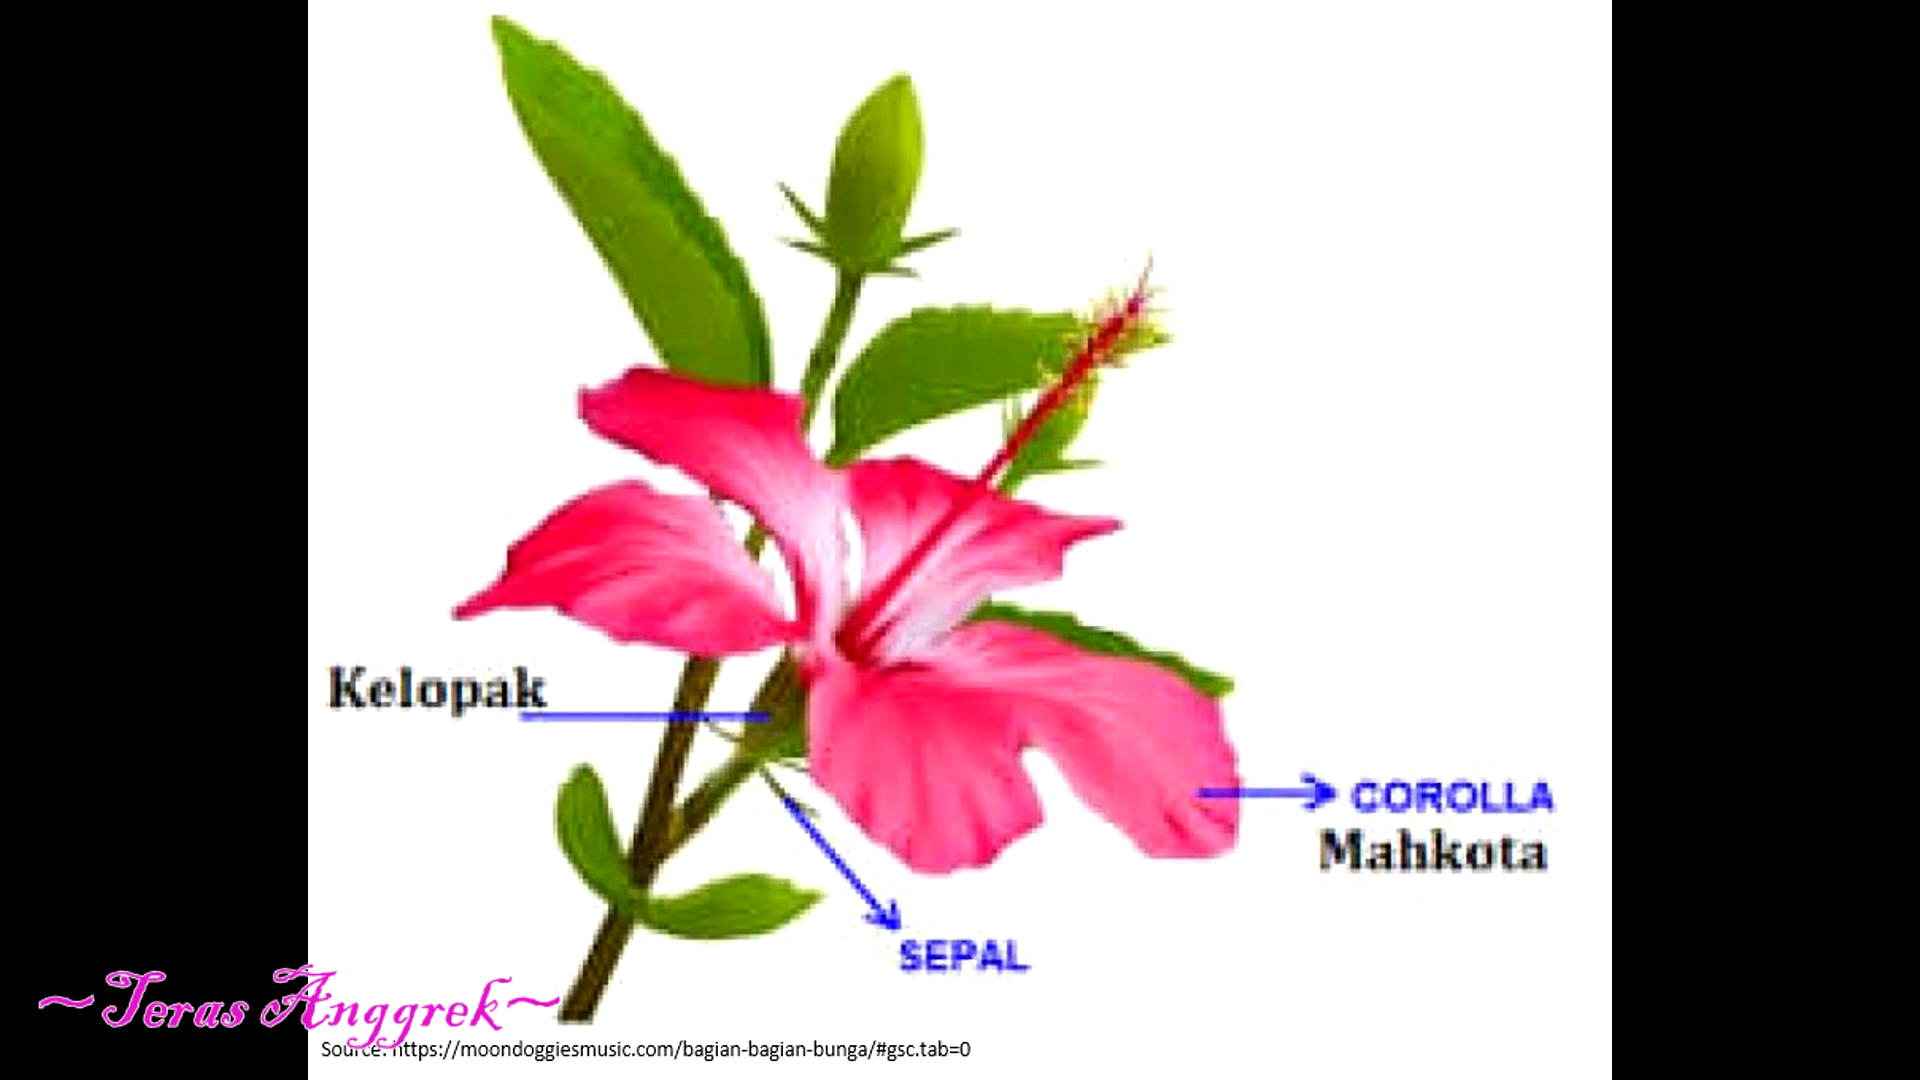 Kelopak
COROLLA
Mahkota
SEPAL
~Teras Anggrek~
Source: https://moondoggiesmusic.com/bagian-bagian-bunga/#gsc.tab=0